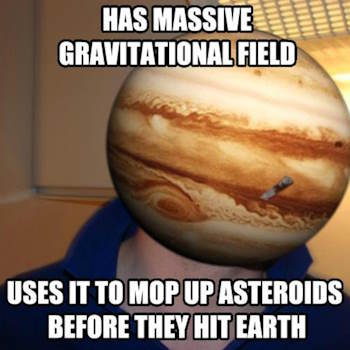 HAS MASSIVE
GRAVITATIONAL FIELD
USES IT TO MOP UP ASTEROIDS
BEFORE THEY HIT EARTH